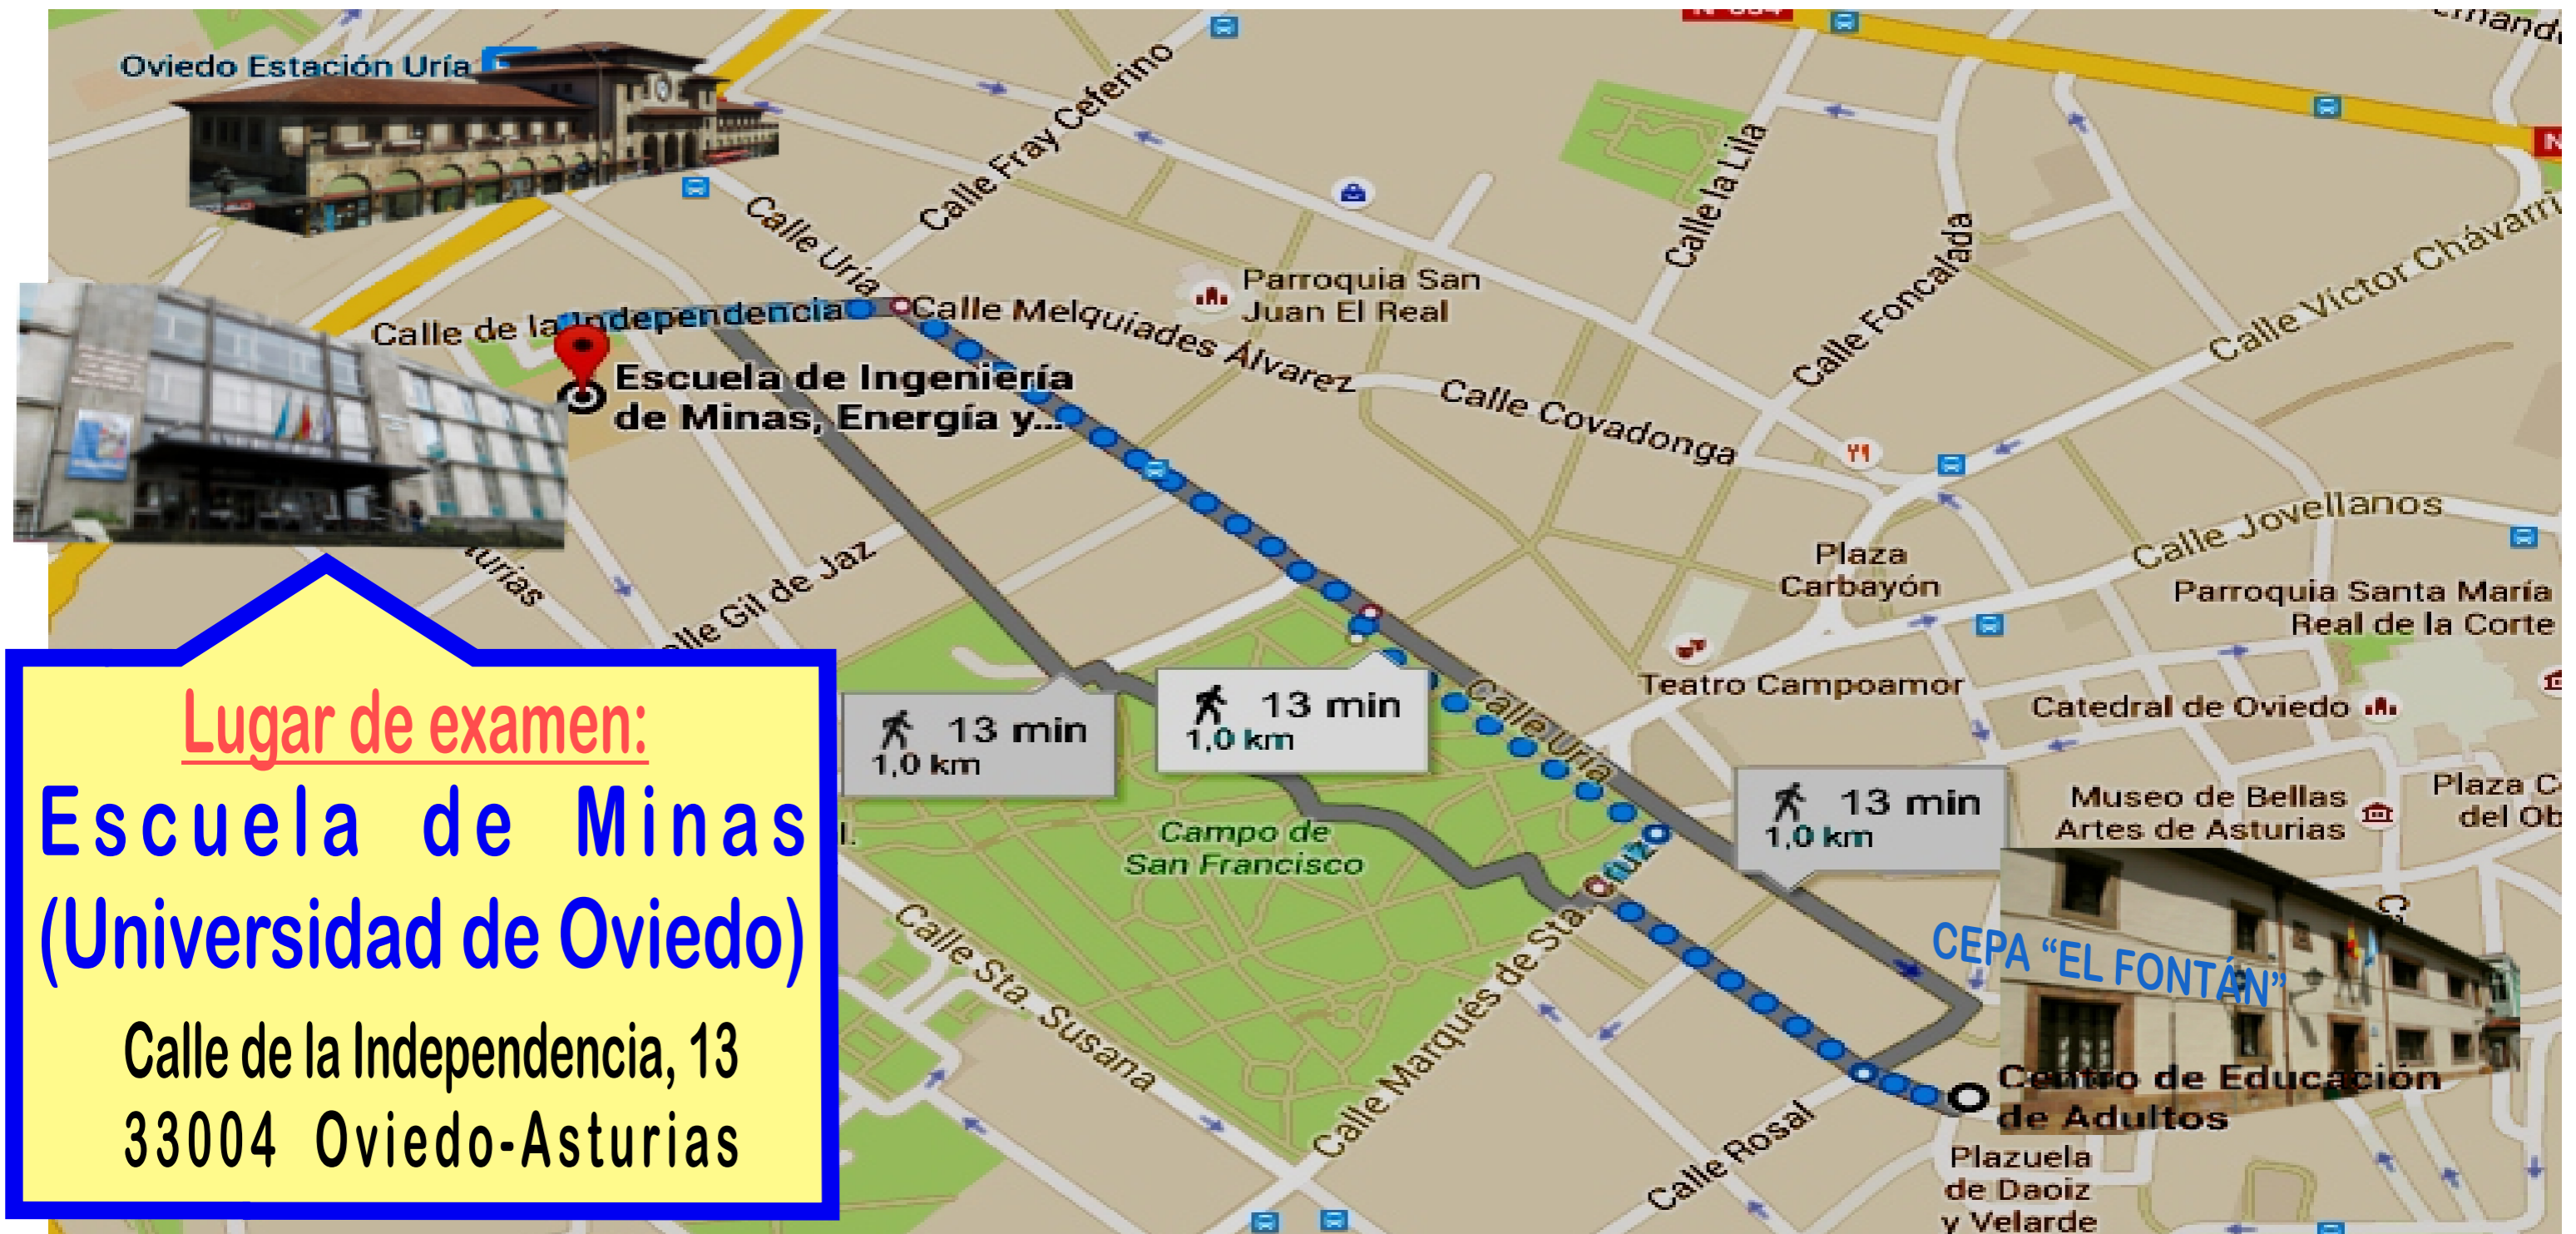 Oviedo Estación Uría
Calle Fray Ceferino
Calle Uría
Calle de la Independencia
Calle Melquíades Álvarez
Parroquia San
Juan El Real
Calle la Lila
Calle Foncalada
Calle Víctor Chávarri
Calle Covadonga
Escuela de Ingeniería
de Minas, Energía y...
Calle Jovellanos
Plaza
Carbayón
Parroquia Santa María
Real de la Corte
Teatro Campoamor
Catedral de Oviedo
Museo de Bellas
Artes de Asturias
Calle Uría
13 min
1,0 km
13 min
1,0 km
13 min
1,0 km
Campo de
San Francisco
Calle Sta. Susana
Calle Marqués de Sta.
Calle Rosal
CEPA “EL FONTÁN”
Centro de Educación
de Adultos
Plazuela
de Daoiz
y Velarde
Lugar de examen:
Escuela de Minas
(Universidad de Oviedo)
Calle de la Independencia, 13
33004 Oviedo-Asturias